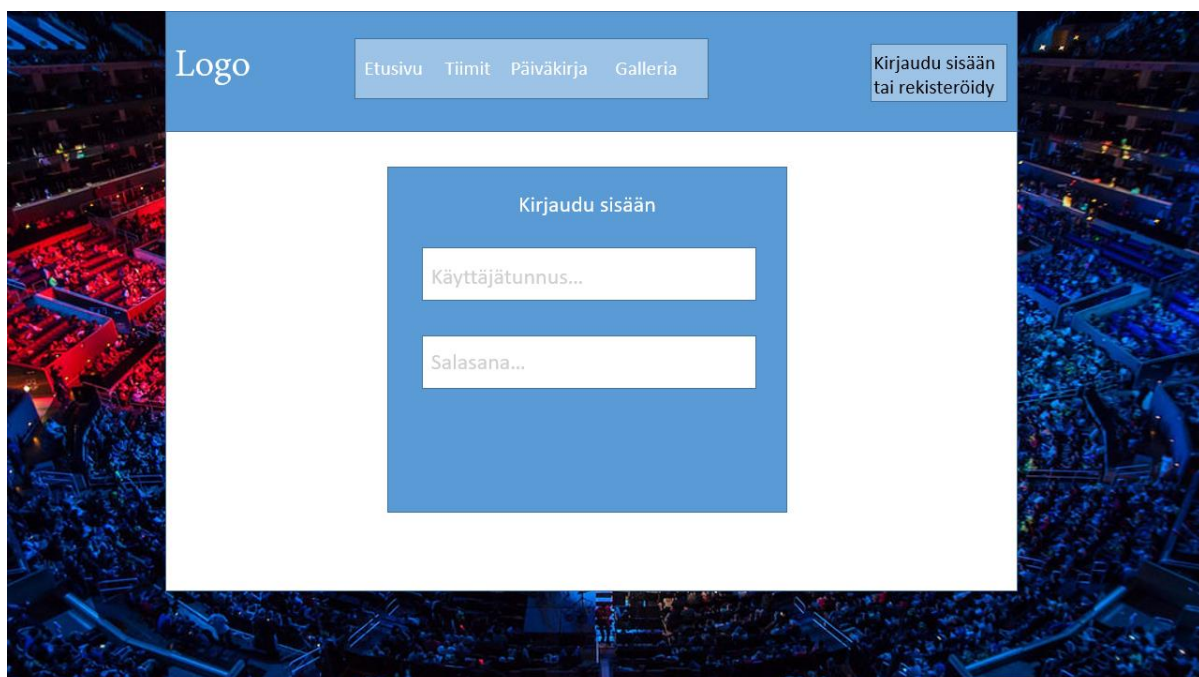 Logo
Etusivu Tiimit Päiväkirja Galleria
Kirjaudu sisään
tai rekisteröidy
Kirjaudu sisään
Käyttäjätunnus...
Salasana...